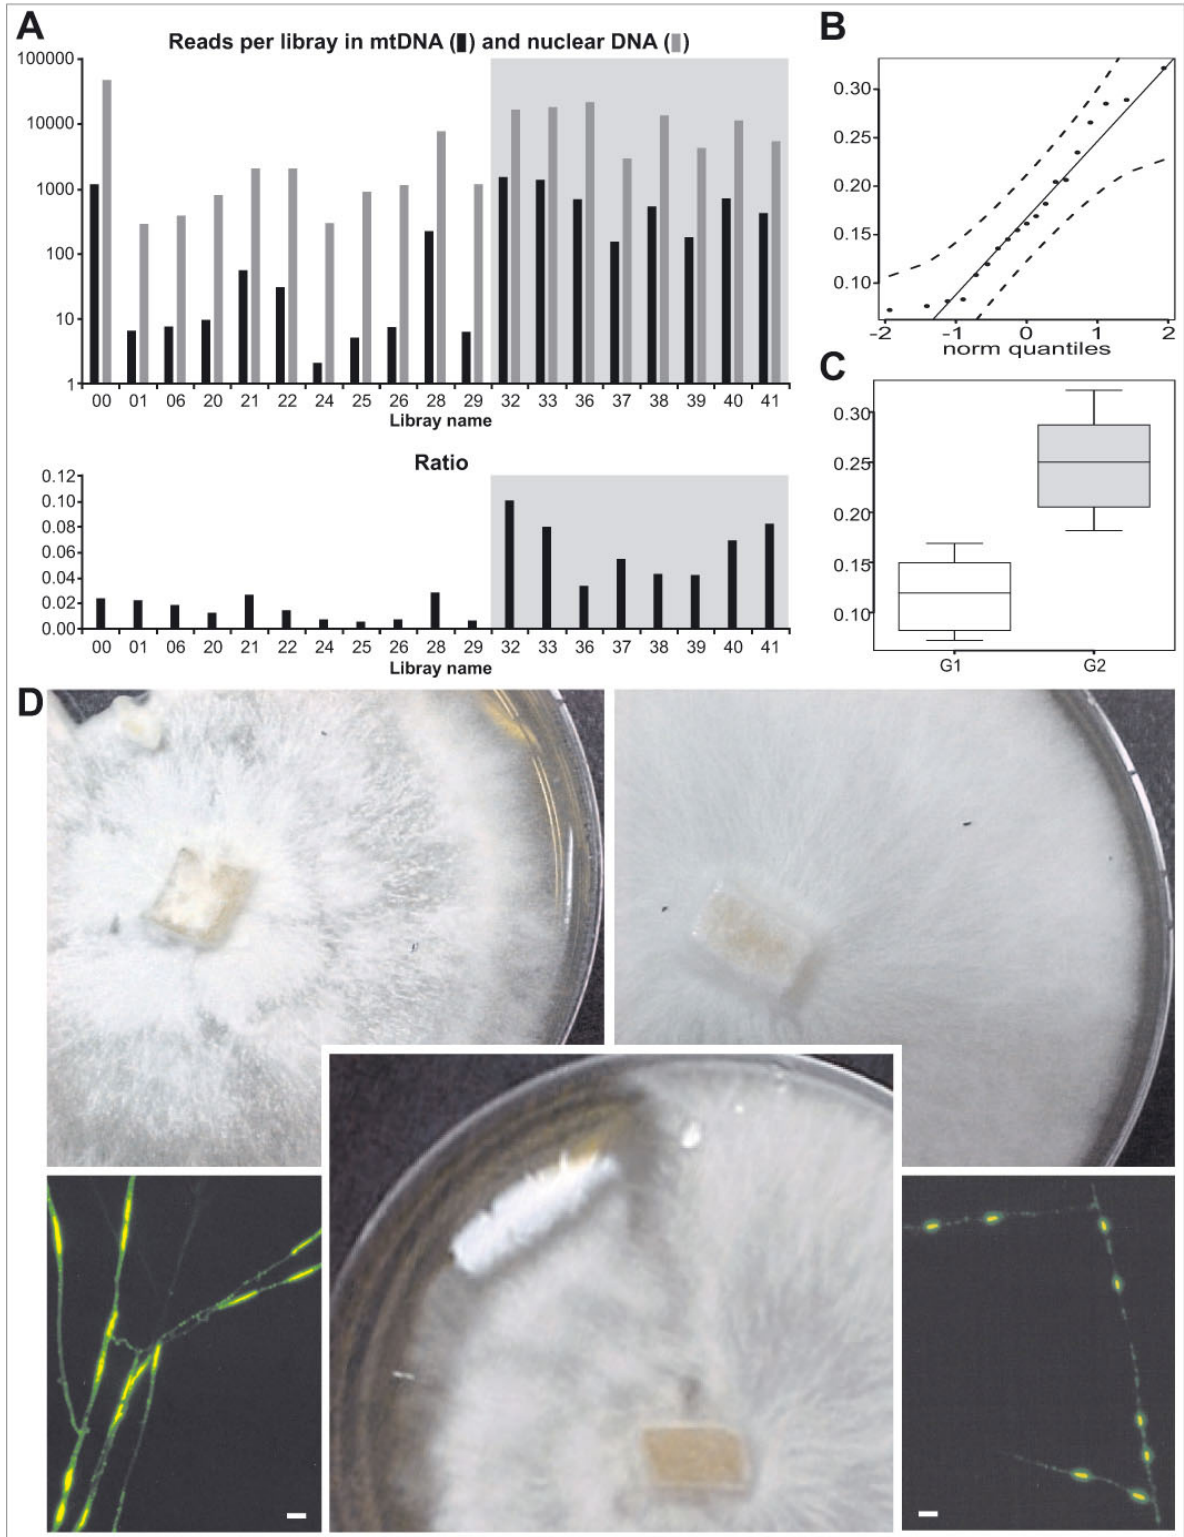 A
Reads per libray in mtDNA (▮) and nuclear DNA (▮)
100000
10000
1000
100
10
1
00 01 06 20 21 22 24 25 26 28 29 32 33 36 37 38 39 40 41
Libray name
Ratio
0.12
0.10
0.08
0.06
0.04
0.02
0.00
00 01 06 20 21 22 24 25 26 28 29 32 33 36 37 38 39 40 41
Libray name
B
0.30
0.25
0.20
0.15
0.10
-2 -1 0 1 2
norm quantiles
C
0.30
0.25
0.20
0.15
0.10
G1 G2
D